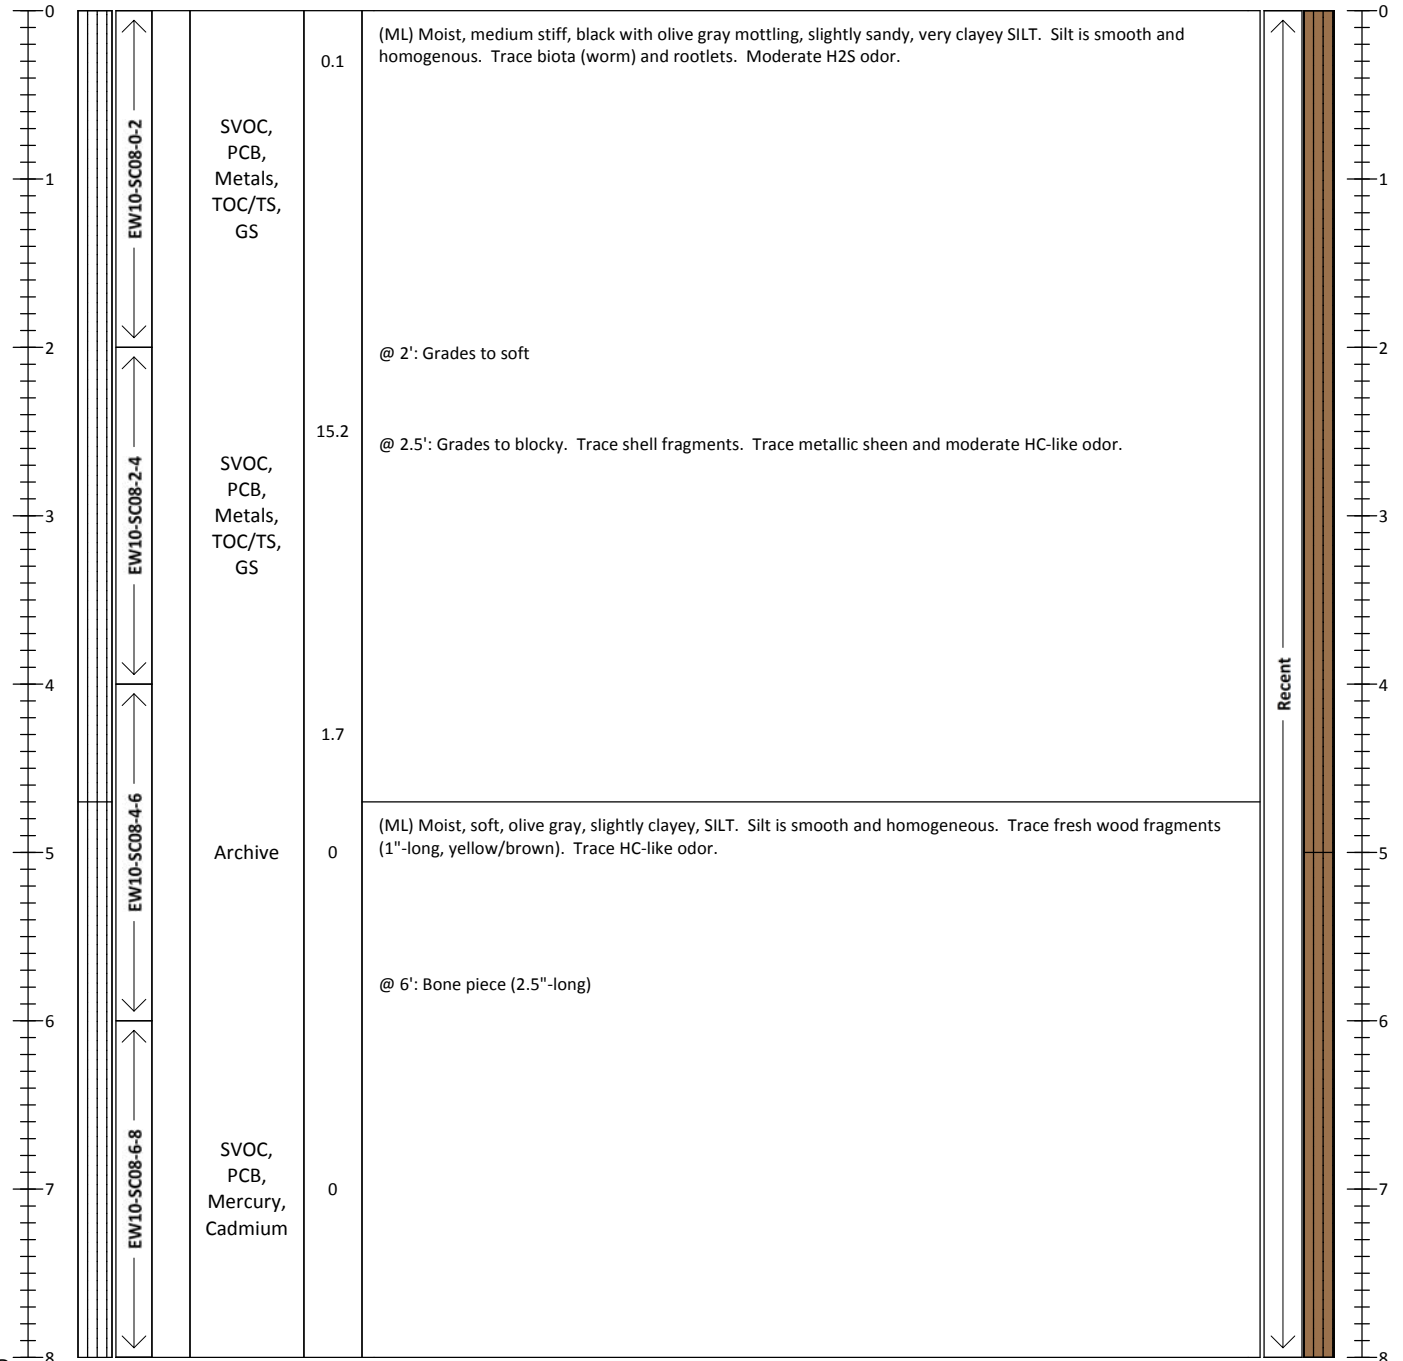 0
0
(ML) Moist, medium stiff, black with olive gray mottling, slightly sandy, very clayey SILT.  Silt is smooth and
homogenous.  Trace biota (worm) and rootlets.  Moderate H2S odor.
0.1
EW10-SC08-0-2
SVOC,
PCB,
Metals,
TOC/TS,
GS
1
1
2
2
@ 2': Grades to soft
15.2
@ 2.5': Grades to blocky.  Trace shell fragments.  Trace metallic sheen and moderate HC-like odor.
EW10-SC08-2-4
SVOC,
PCB,
Metals,
TOC/TS,
GS
3
3
4
4
Recent
1.7
EW10-SC08-4-6
(ML) Moist, soft, olive gray, slightly clayey, SILT.  Silt is smooth and homogeneous.  Trace fresh wood fragments
(1"-long, yellow/brown).  Trace HC-like odor.
5
Archive
0
5
@ 6': Bone piece (2.5"-long)
6
6
EW10-SC08-6-8
SVOC,
PCB,
Mercury,
Cadmium
7
0
7
8
8